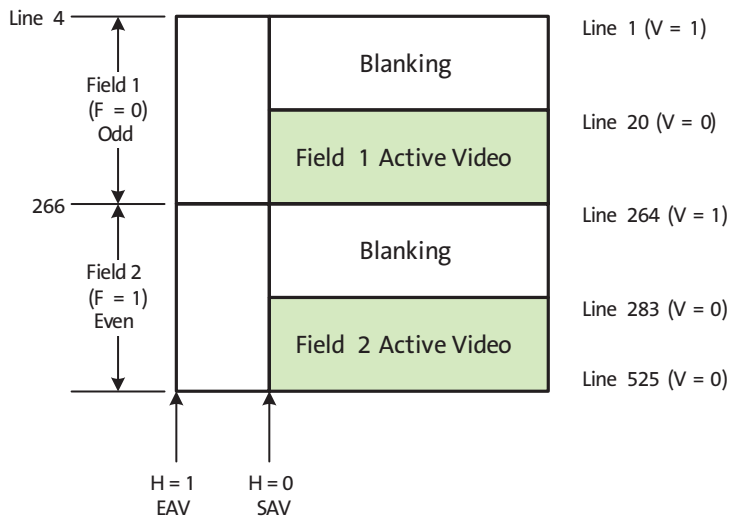 Line 4
Line 1 (V = 1)
Blanking
Field 1
(F = 0)
Odd
Line 20 (V = 0)
Field 1 Active Video
266
Line 264 (V = 1)
Blanking
Field 2
(F = 1)
Even
Line 283 (V = 0)
Field 2 Active Video
Line 525 (V = 0)
H = 1
EAV
H = 0
SAV